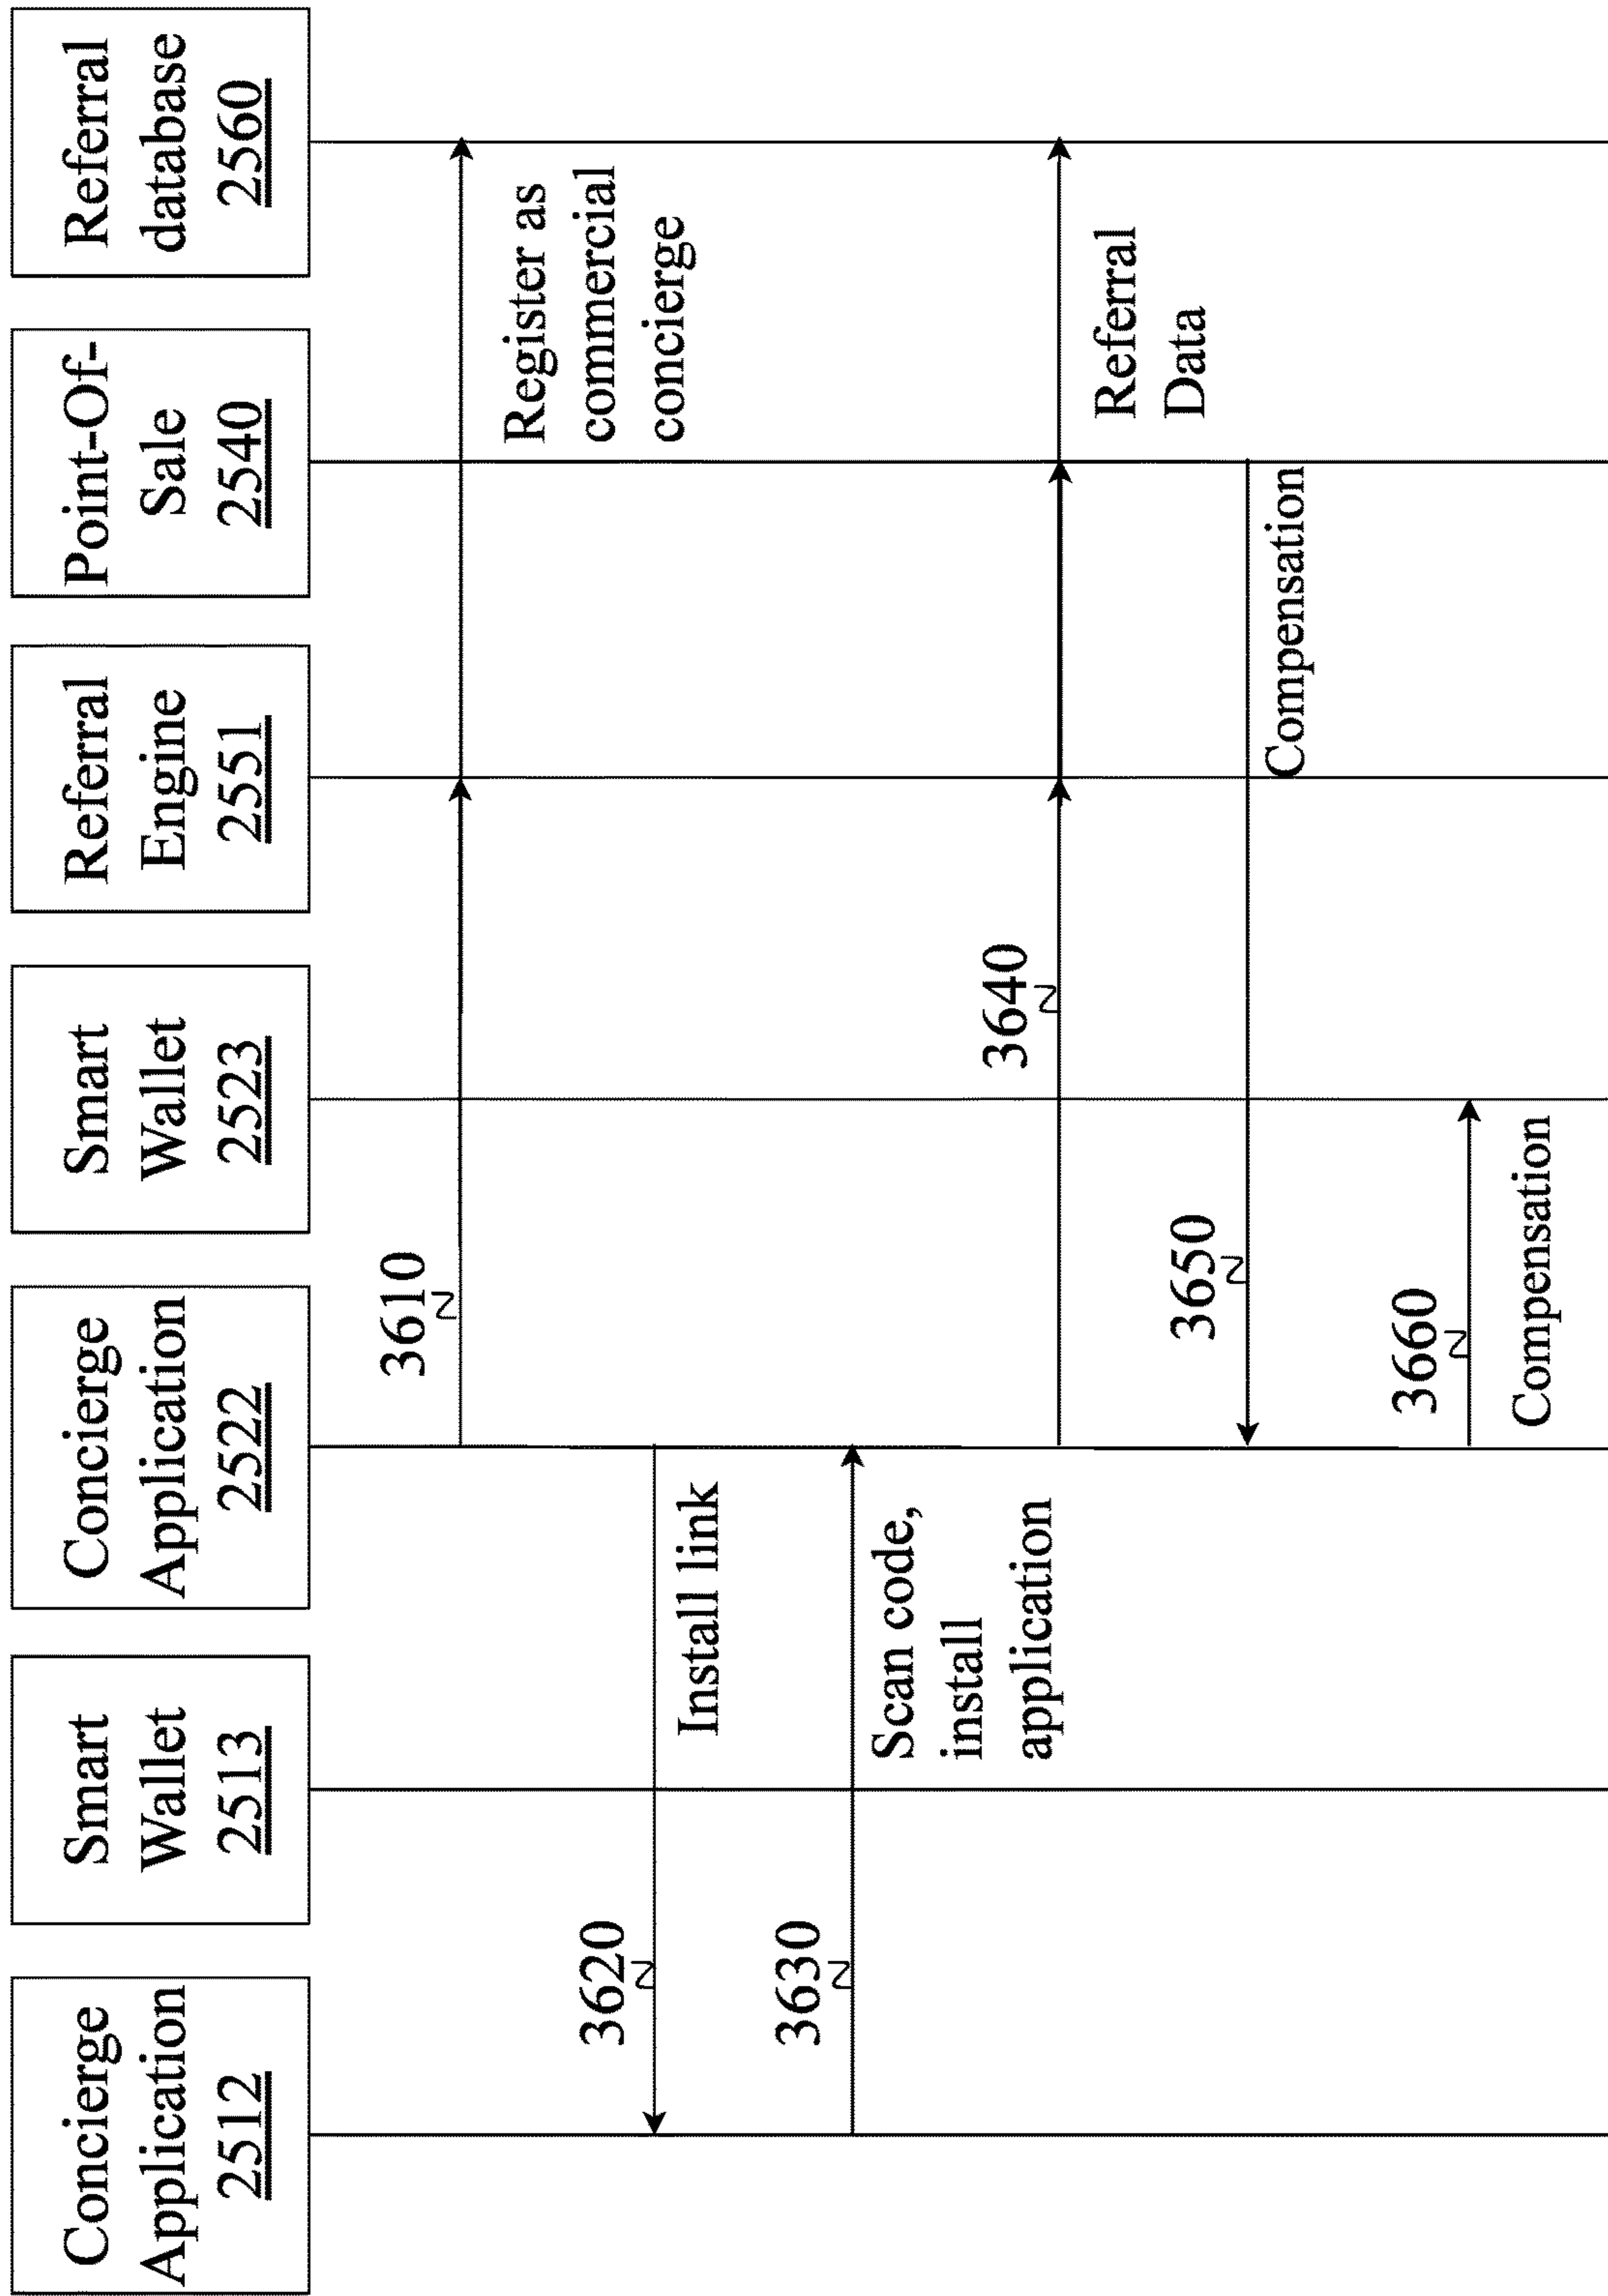 Concierge
Application
2512
Smart
Wallet
2513
Concierge
Application
2522
Smart
Wallet
2523
Referral
Engine
2551
Point-Of-
Sale
2540
Referral
database
2560
3610
Register as
commercial
concierge
3620
Install link
3630
Scan code,
install
application
3640
Referral
Data
3650
Compensation
3660
Compensation